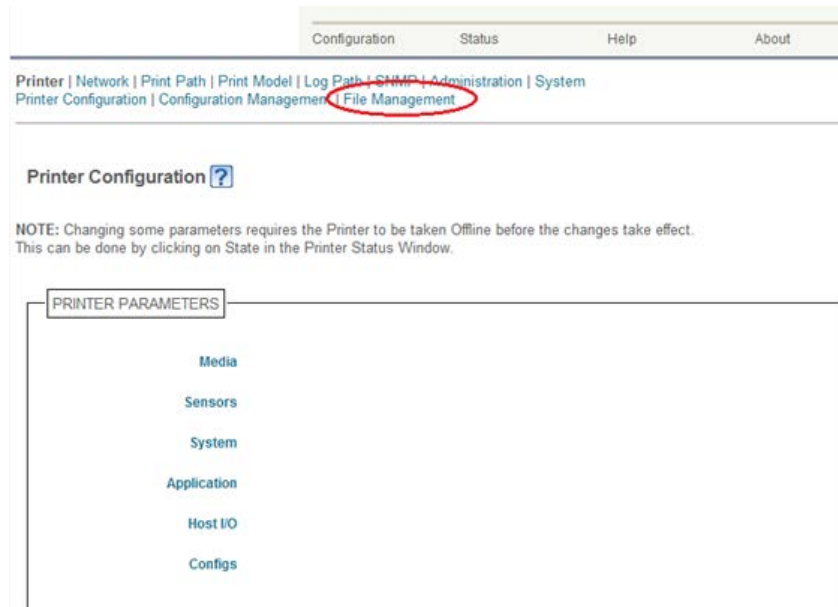 Configuration Status Help About
Printer | Network | Print Path | Print Model | Log Path | SNMP | Administration | System
Printer Configuration | Configuration Management | File Management
Printer Configuration ?
NOTE: Changing some parameters requires the Printer to be taken Offline before the changes take effect.
This can be done by clicking on State in the Printer Status Window.
PRINTER PARAMETERS
Media
Sensors
System
Application
Host I/O
Configs